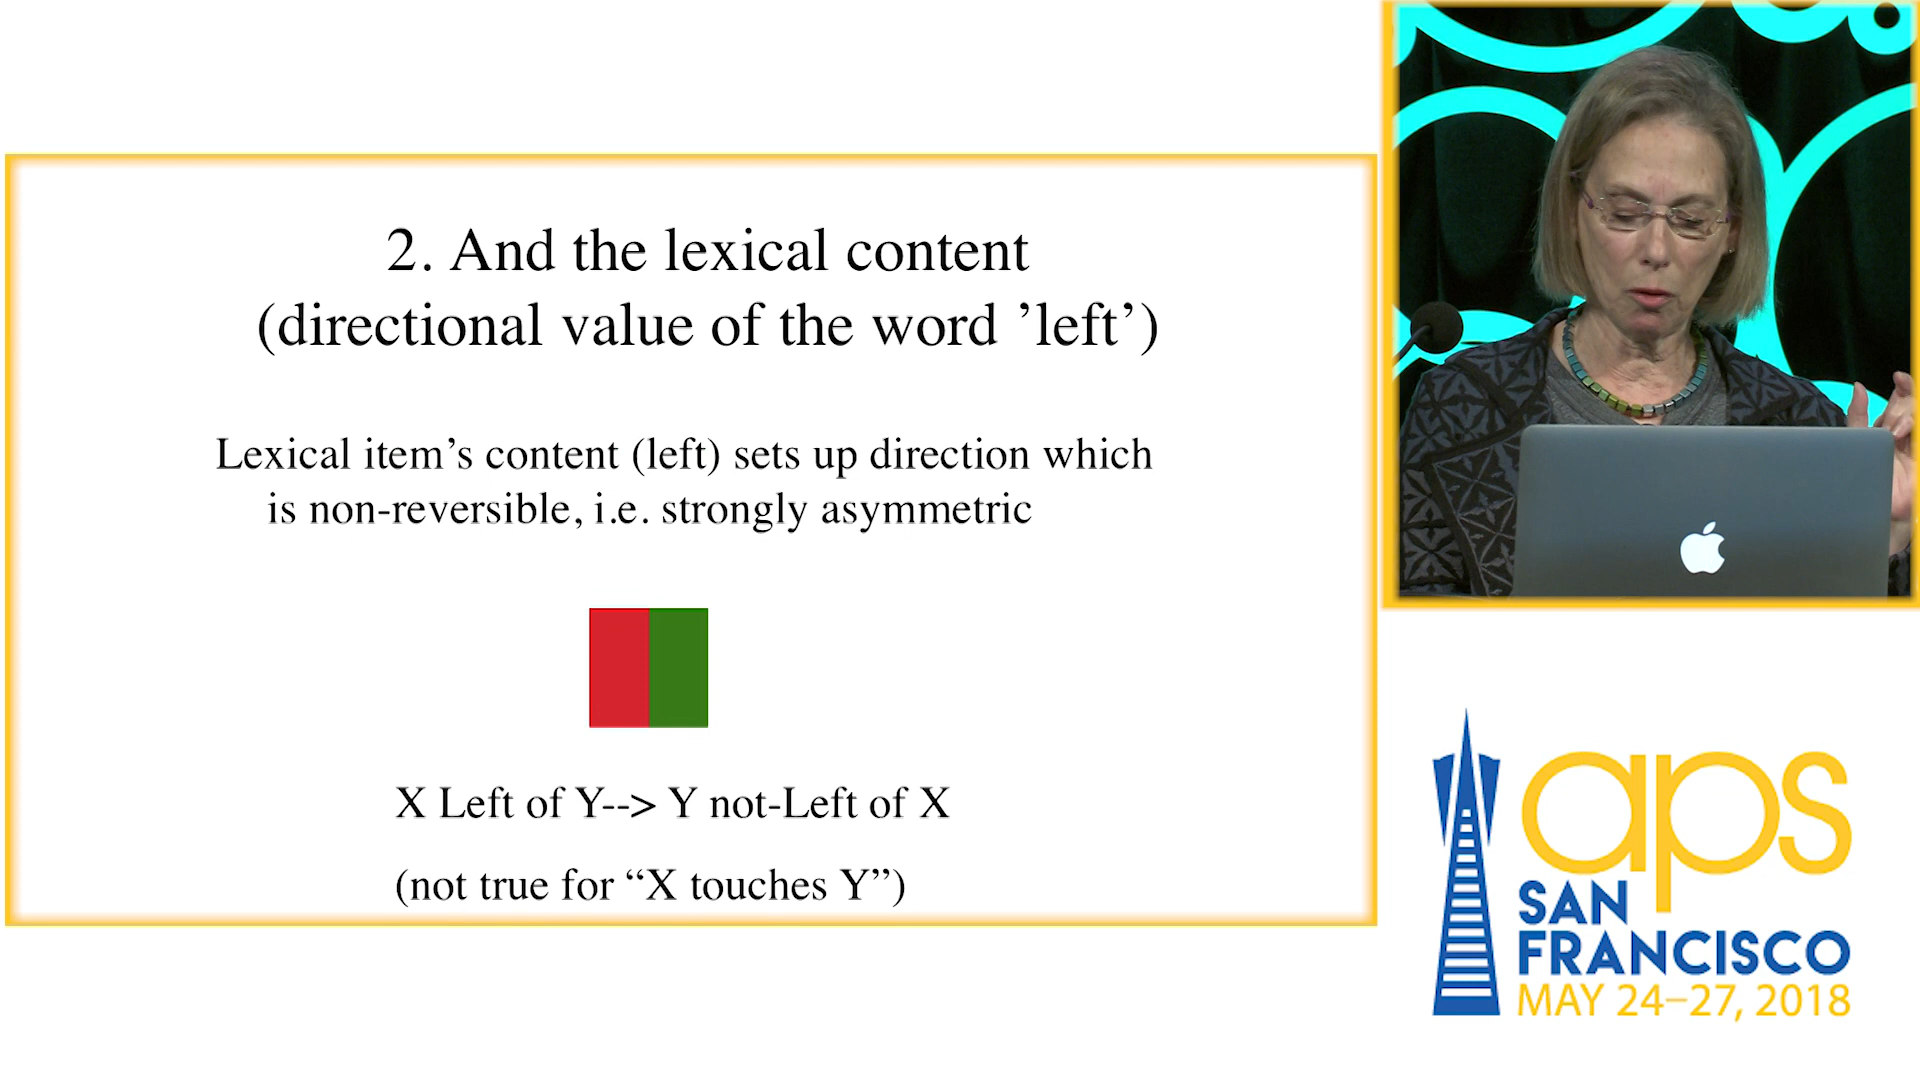 2. And the lexical content
(directional value of the word ’left’)
Lexical item’s content (left) sets up direction which
is non-reversible, i.e. strongly asymmetric
X Left of Y--> Y not-Left of X
(not true for “X touches Y”)
aps
SAN
FRANCISCO
MAY 24–27, 2018